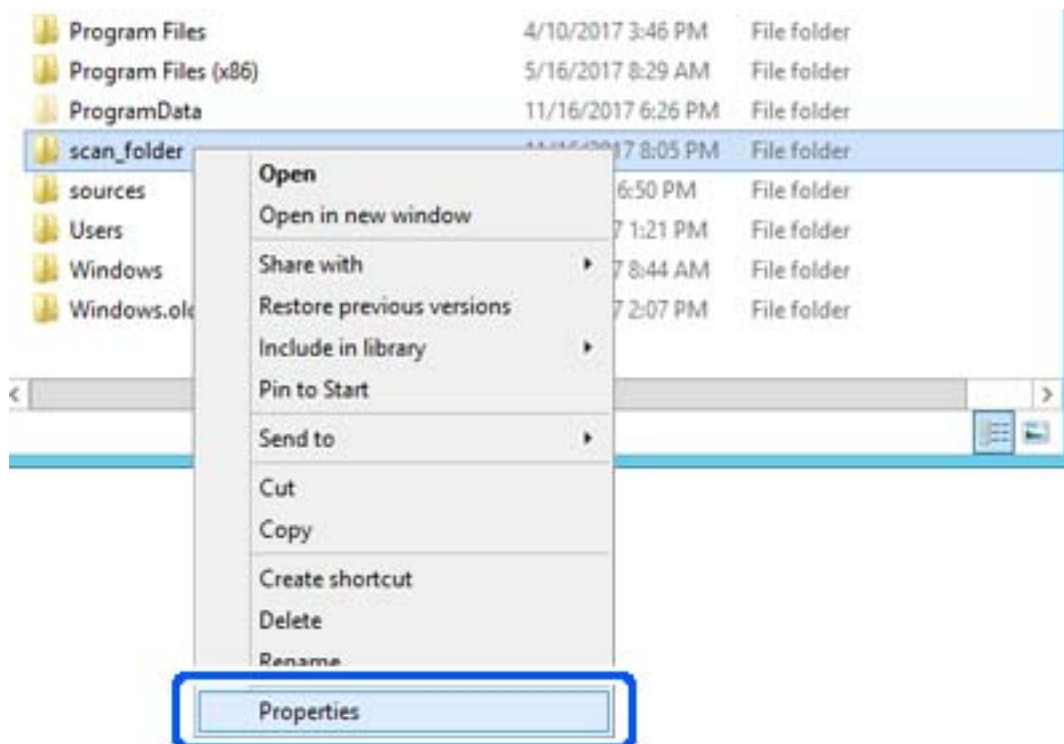 Program Files 4/10/2017 3:46 PM File folder
Program Files (x86) 5/16/2017 8:29 AM File folder
ProgramData 11/16/2017 6:26 PM File folder
scan_folder 17 8:05 PM File folder
sources 6:50 PM File folder
Users 7 1:21 PM File folder
Windows 7 8:44 AM File folder
Windows.old 7 2:07 PM File folder
Open
Open in new window
Share with
Restore previous versions
Include in library
Pin to Start
Send to
Cut
Copy
Create shortcut
Delete
Rename
Properties